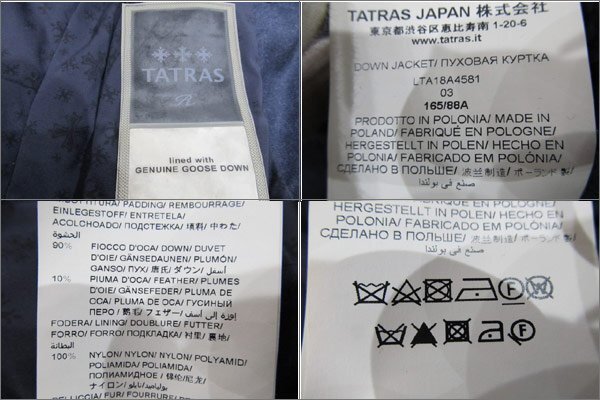 TATRAS
R
lined with
GENUINE GOOSE DOWN
TATRAS JAPAN 株式会社
東京都渋谷区恵比寿南 1-20-6
www.tatras.it
DOWN JACKET/ ПУХОВАЯ КУРТКА
LTA18A4581
03
165/88A
PRODOTTO IN POLONIA/ MADE IN
POLAND/ FABRIQUÉ EN POLOGNE/
HERGESTELLT IN POLEN/ HECHO EN
POLONIA/ FABRICADO EM POLÓNIA/
СДЕЛАНО В ПОЛЬШЕ/ 波兰制造/ ポーランド製/
صنع في بولندا
PADDING/ REMBOURRAGE/
EINLEGESTOFF/ ENTRETELA/
ACOLCHOADO/ ПОДСТЕЖКА/ 填料/ 中わた/
الحشوة
90% FIOCCO D'OCA/ DOWN/ DUVET
D'OIE/ GÄNSEDAUNEN/ PLUMÓN/
GANSO/ ПУХ/ 鹿氏/ ダウン/
10% PIUMA D'OCA/ FEATHER/ PLUMES
D'OIE/ GÄNSEFEDER/ PLUMA DE
OCA/ PLUMA DE OCA/ ГУСИНЫЙ
ПЕРО / 鹅毛/ フェザー/
FODERA/ LINING/ DOUBLURE/ FUTTER/
FORRO/ FORRO/ ПОДКЛАДКА/ 衬里/ 裏地/
البطانة
100% NYLON/ NYLON/ NYLON/ POLYAMID/
POLIAMIDA/ POLIAMIDA/
ПОЛИАМИДНОЕ / 锦纶/尼龙/
ナイロン/
PELLICCIA/ FUR/ FOURRURE/
HERGESTELLT IN POLEN/ HECHO EN
POLONIA/ FABRICADO EM POLÓNIA/
СДЕЛАНО В ПОЛЬШЕ/ 波兰制造/ ポーランド製/
صنع في بولندا
F W
F